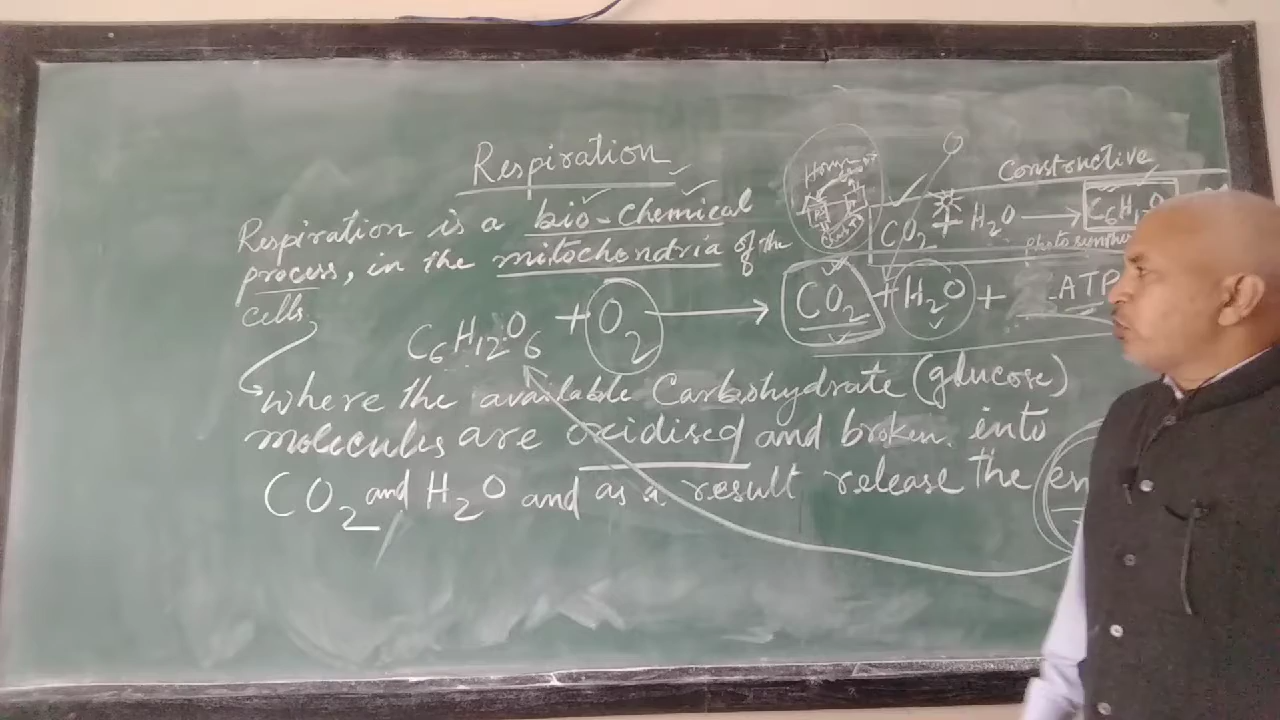 Respiration
Constructive
Respiration is a bio-chemical
process, in the mitochondria of the
cells
CO2 + H2O → C6H12O
C6H12O6 + O2 → CO2 + H2O + ATP
where the available Carbohydrate (glucose)
molecules are oxidised and broken into
CO2 and H2O and as a result release the en